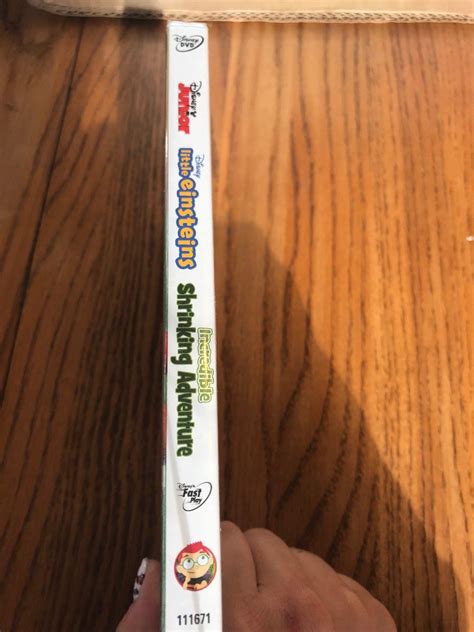 Disney
DVD
Disney
Junior
Disney
little einsteins
Incredible
Shrinking Adventure
Disney's
Fast
Play
111671